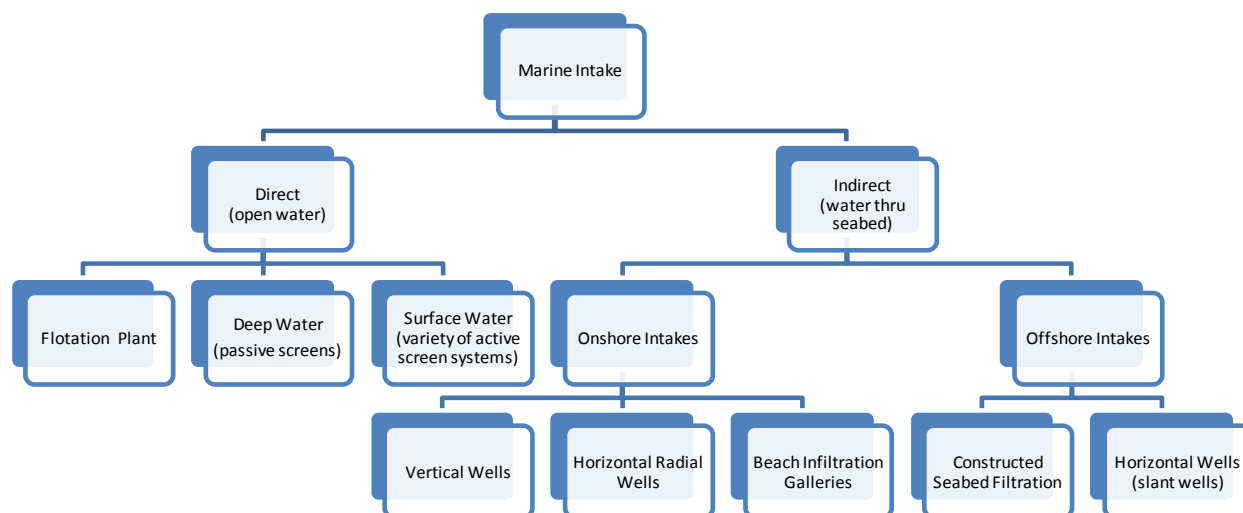 Marine Intake
Direct
(open water)
Indirect
(water thru
seabed)
Flotation Plant
Deep Water
(passive screens)
Surface Water
(variety of active
screen systems)
Onshore Intakes
Offshore Intakes
Vertical Wells
Horizontal Radial
Wells
Beach Infiltration
Galleries
Constructed
Seabed Filtration
Horizontal Wells
(slant wells)